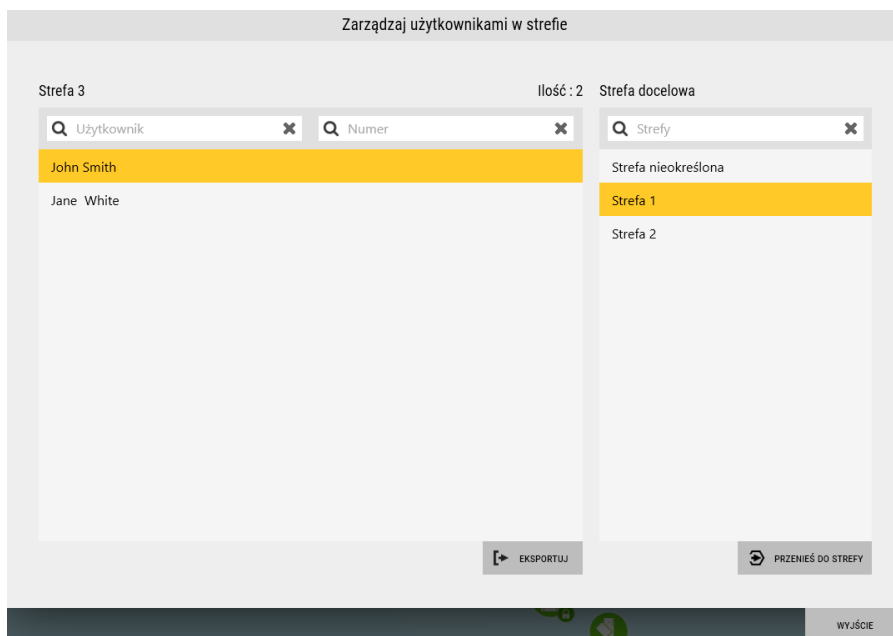 Zarządzaj użytkownikami w strefie
Strefa 3 Ilość : 2 Strefa docelowa
Użytkownik Numer Strefy
John Smith Strefa nieokreślona
Jane White Strefa 1
Strefa 2
EKSPORTUJ PRZENIEŚ DO STREFY
WYJŚCIE